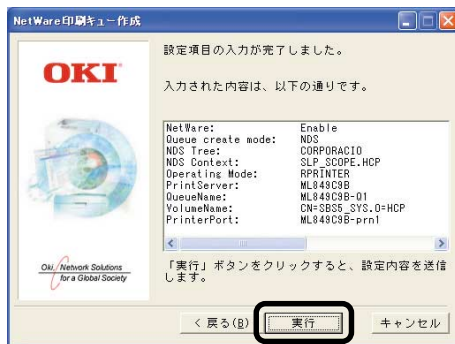 NetWare印刷キュー作成
OKI
設定項目の入力が完了しました。
入力された内容は、以下の通りです。
NetWare: Enable
Queue create mode: NDS
NDS Tree: CORPORACIO
NDS Context: SLP_SCOPE.HCP
Operating Mode: RPRINTER
PrintServer: ML849C9B
QueueName: ML849C9B-Q1
VolumeName: CN=SBS5_SYS.O=HCP
PrinterPort: ML849C9B-prn1
Oki, Network Solutions
for a Global Society
「実行」ボタンをクリックすると、設定内容を送信
します。
< 戻る(B)
実行
キャンセル